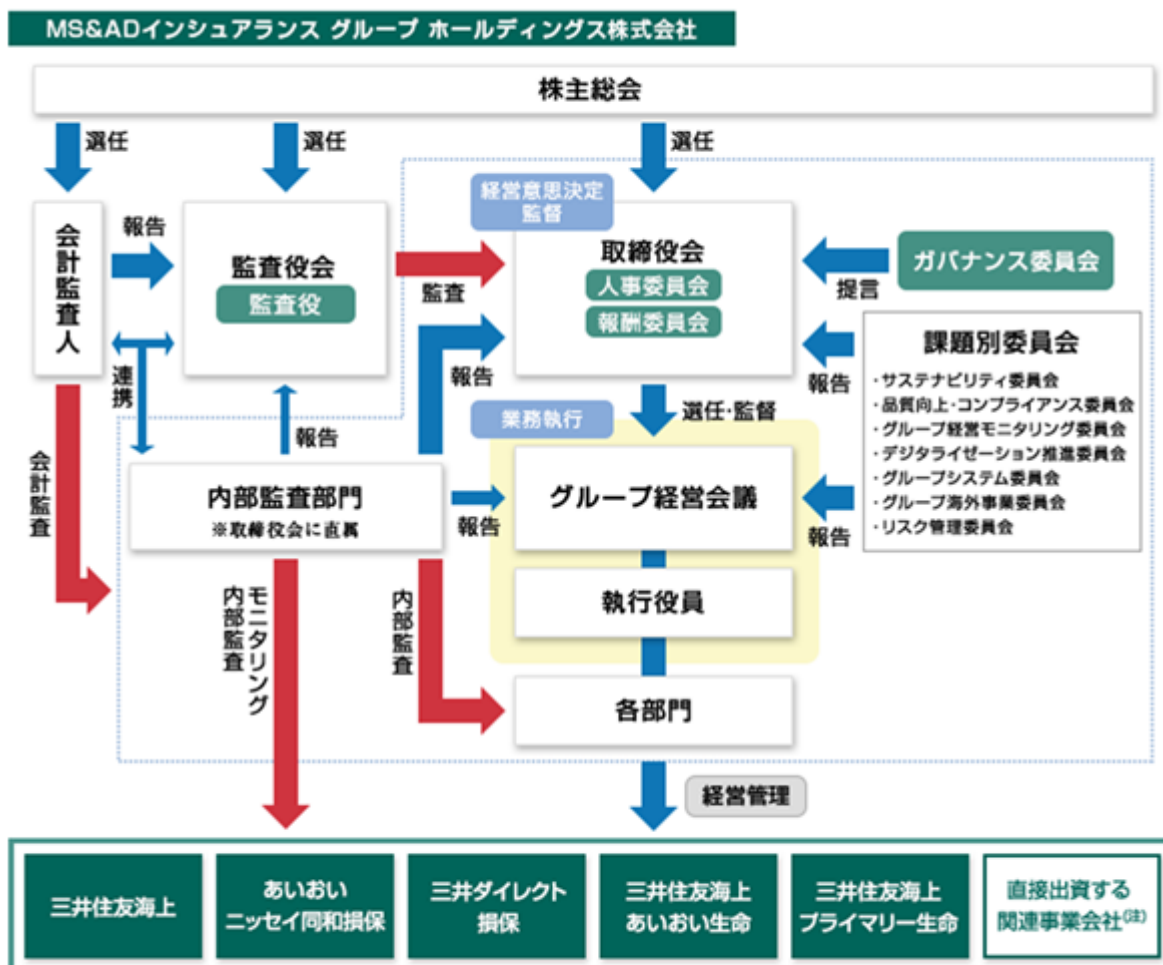 MS&ADインシュアランス グループ ホールディングス株式会社
株主総会
選任
選任
選任
会計監査人
報告
監査役会
監査役
監査
経営意思決定
監督
取締役会
人事委員会
報酬委員会
ガバナンス委員会
提言
連携
報告
報告
報告
課題別委員会
・サステナビリティ委員会
・品質向上・コンプライアンス委員会
・グループ経営モニタリング委員会
・デジタライゼーション推進委員会
・グループシステム委員会
・グループ海外事業委員会
・リスク管理委員会
選任・監督
業務執行
会計監査
内部監査部門
※取締役会に直属
報告
グループ経営会議
報告
執行役員
モニタリング
内部監査
内部監査
各部門
経営管理
三井住友海上
あいおい
ニッセイ同和損保
三井ダイレクト
損保
三井住友海上
あいおい生命
三井住友海上
プライマリー生命
直接出資する
関連事業会社(注)